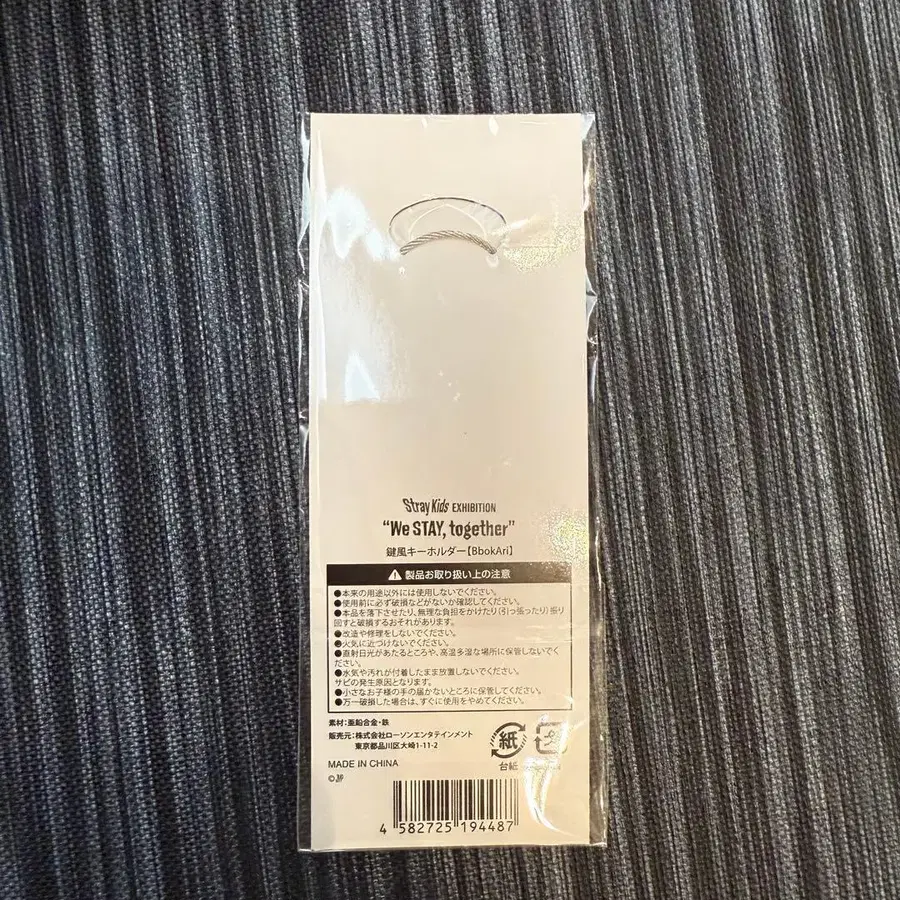 Stray Kids EXHIBITION
“We STAY, together”
鍵風キーホルダー【BbokAri】
製品お取り扱い上の注意
●本来の用途以外には使用しないでください。
●使用前に必ず破損などがないか確認してください。
●本品を落下させたり、無理な負担をかけたり(引っ張ったり)振り
回すと破損するおそれがあります。
●改造や修理をしないでください。
●火気に近づけないでください。
●直射日光があたるところや、高温多湿な場所に保管しないでく
ださい。
●水気や汚れが付着したまま放置しないでください。
サビの発生原因となります。
●小さなお子様の手の届かないところに保管してください。
●万一破損した場合は、すぐに使用をやめてください。
素材:亜鉛合金・鉄
販売元:株式会社ローソンエンタテインメント
東京都品川区大崎1-11-2
紙
台紙
MADE IN CHINA
4 582725 194487